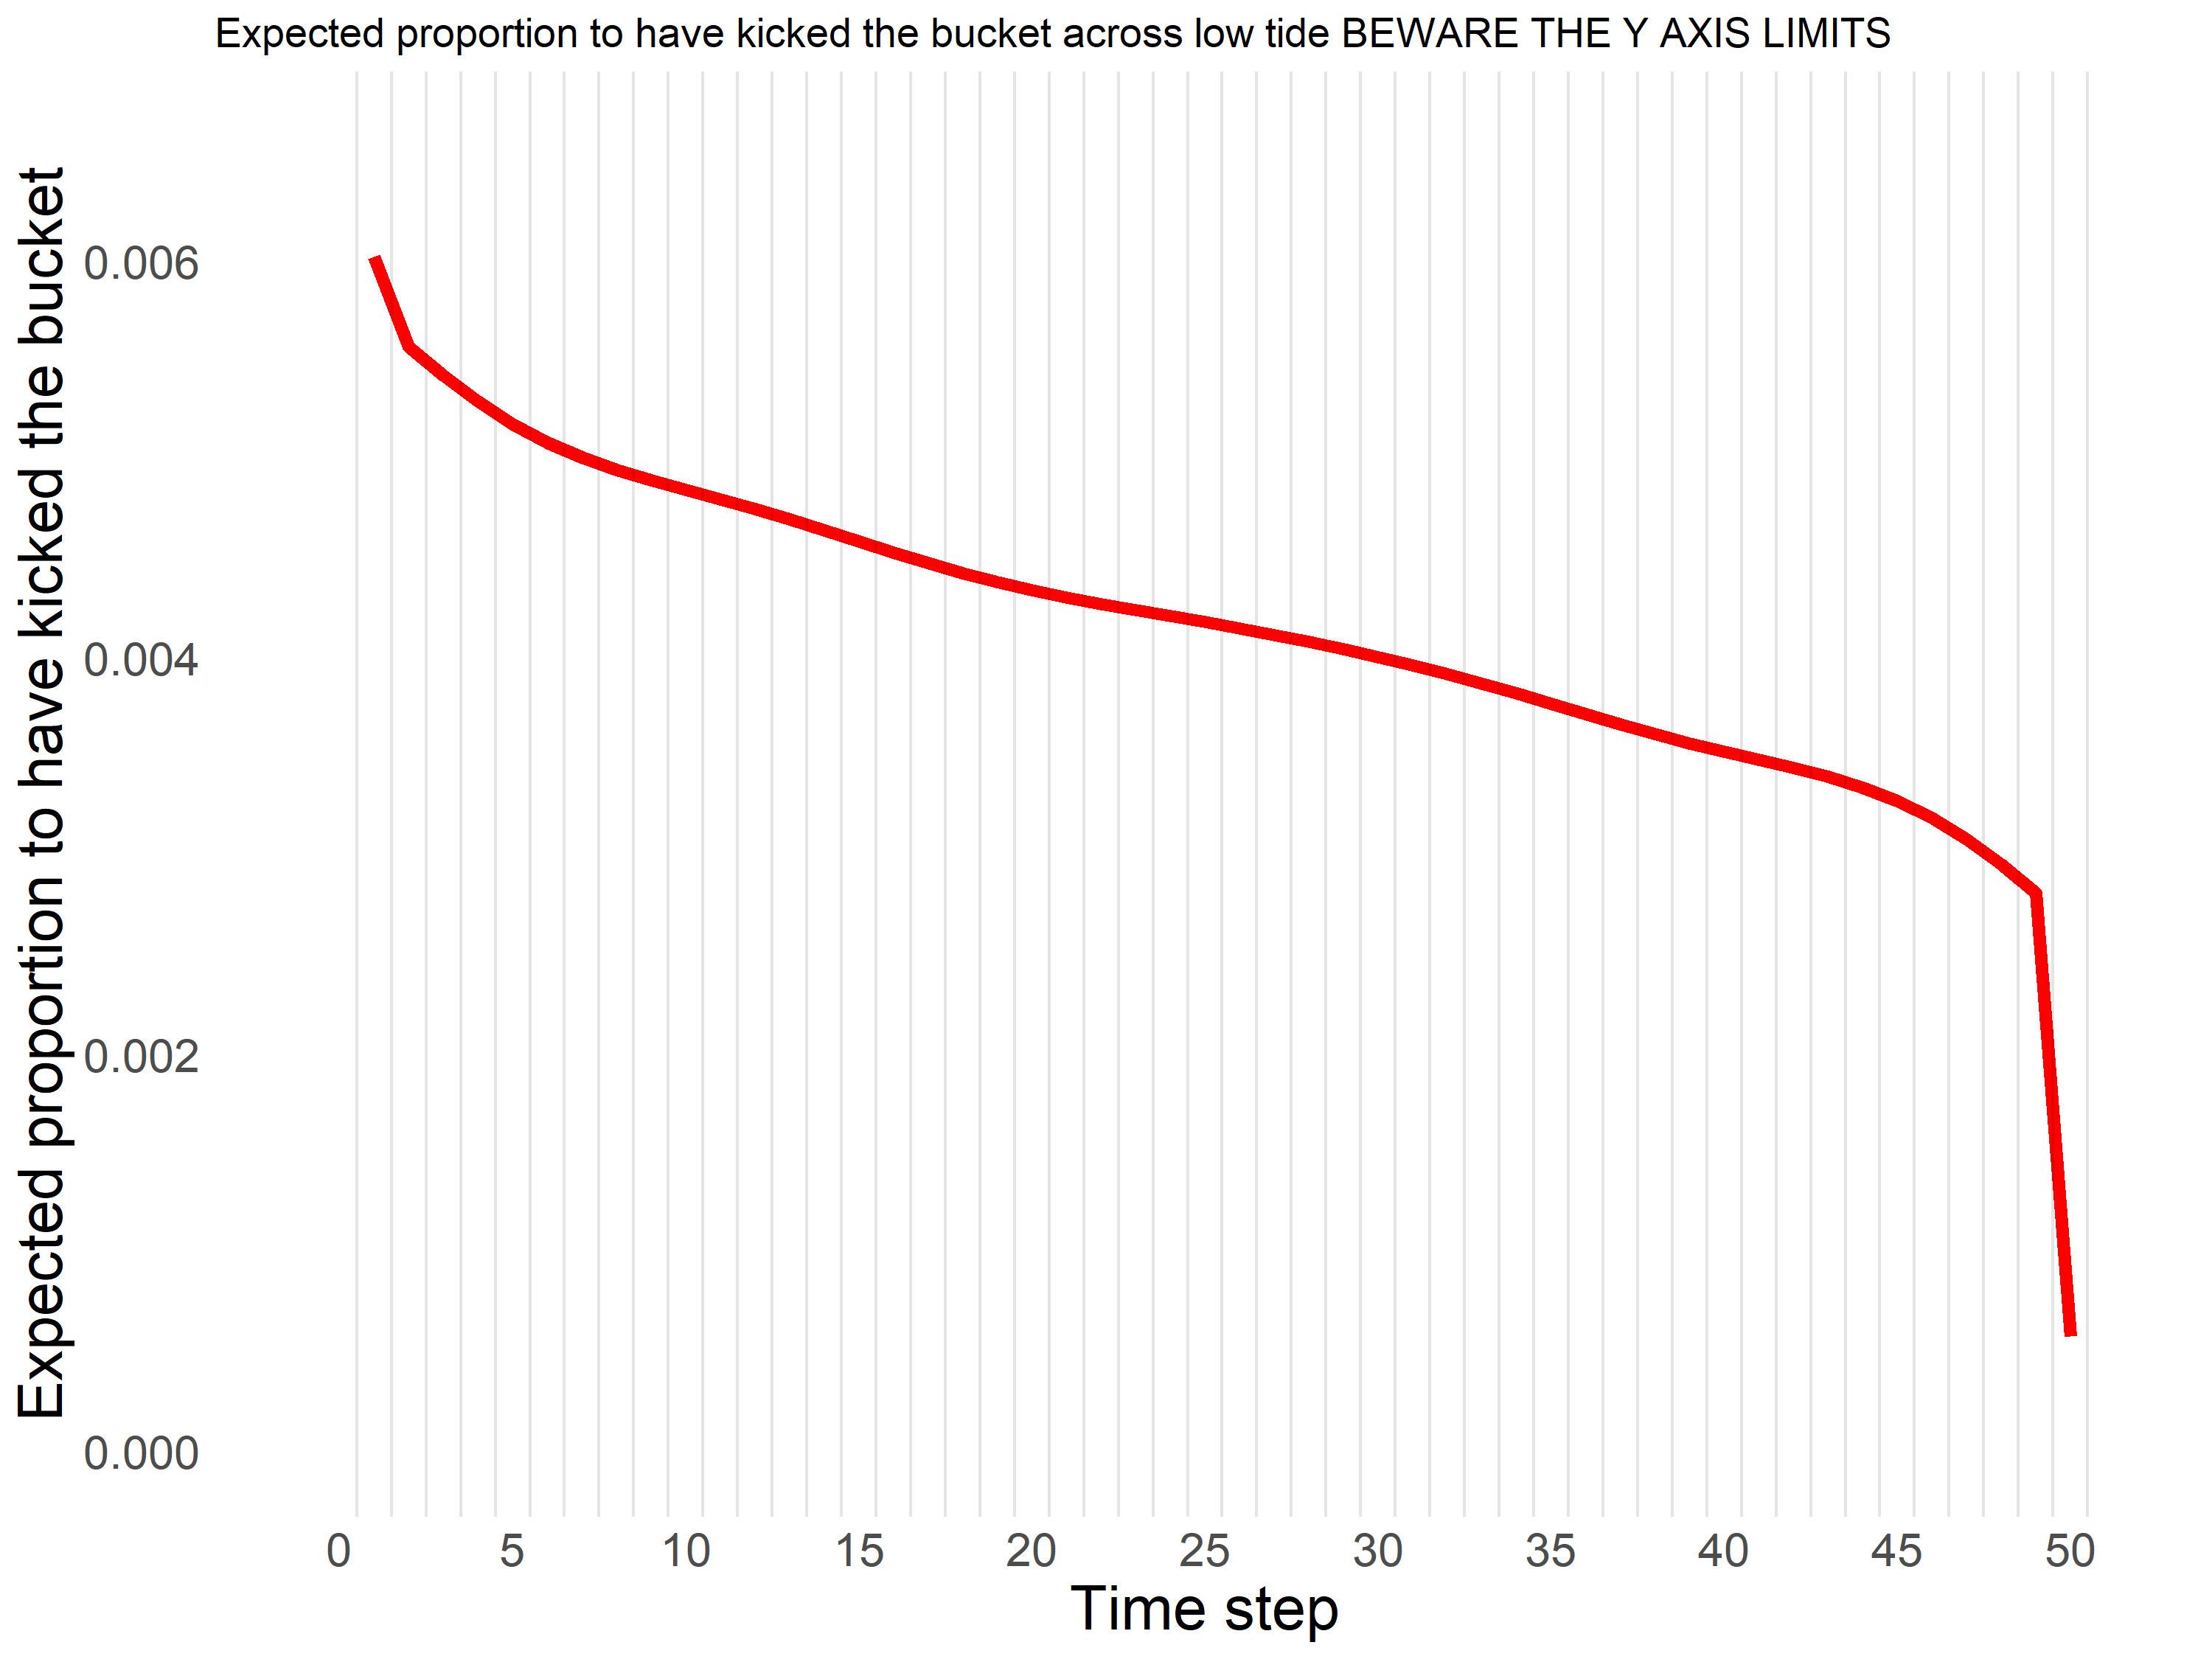 Expected proportion to have kicked the bucket across low tide BEWARE THE Y AXIS LIMITS
Expected proportion to have kicked the bucket
0.006
0.004
0.002
0.000
0 5 10 15 20 25 30 35 40 45 50
Time step